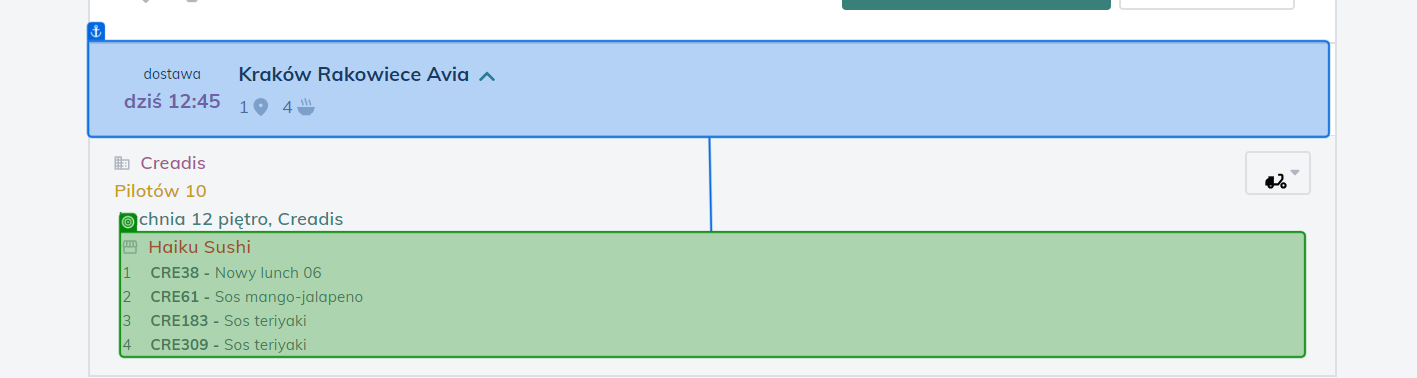 dostawa
Kraków Rakowiece Avia
dziś 12:45
1 4
Creadis
Pilotów 10
chnia 12 piętro, Creadis
Haiku Sushi
1 CRE38 - Nowy lunch 06
2 CRE61 - Sos mango-jalapeno
3 CRE183 - Sos teriyaki
4 CRE309 - Sos teriyaki